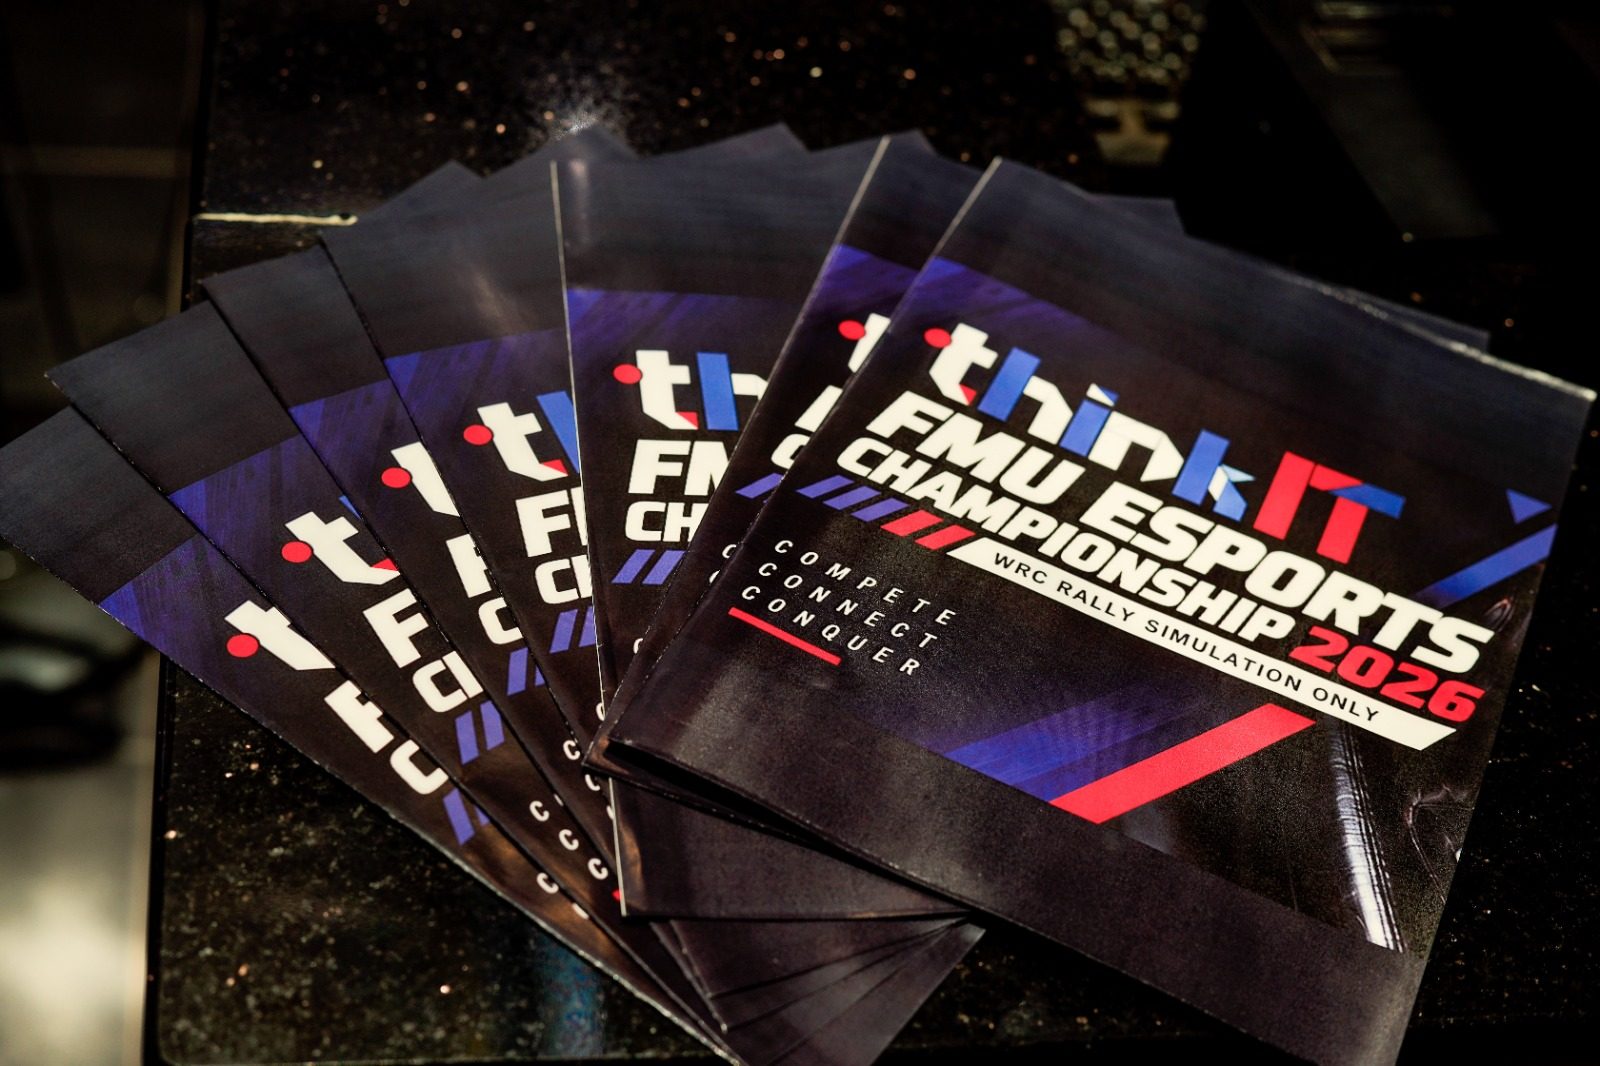 thinkIT
FMU ESPORTS
CHAMPIONSHIP 2026
WRC RALLY SIMULATION ONLY
COMPETE
CONNECT
CONQUER